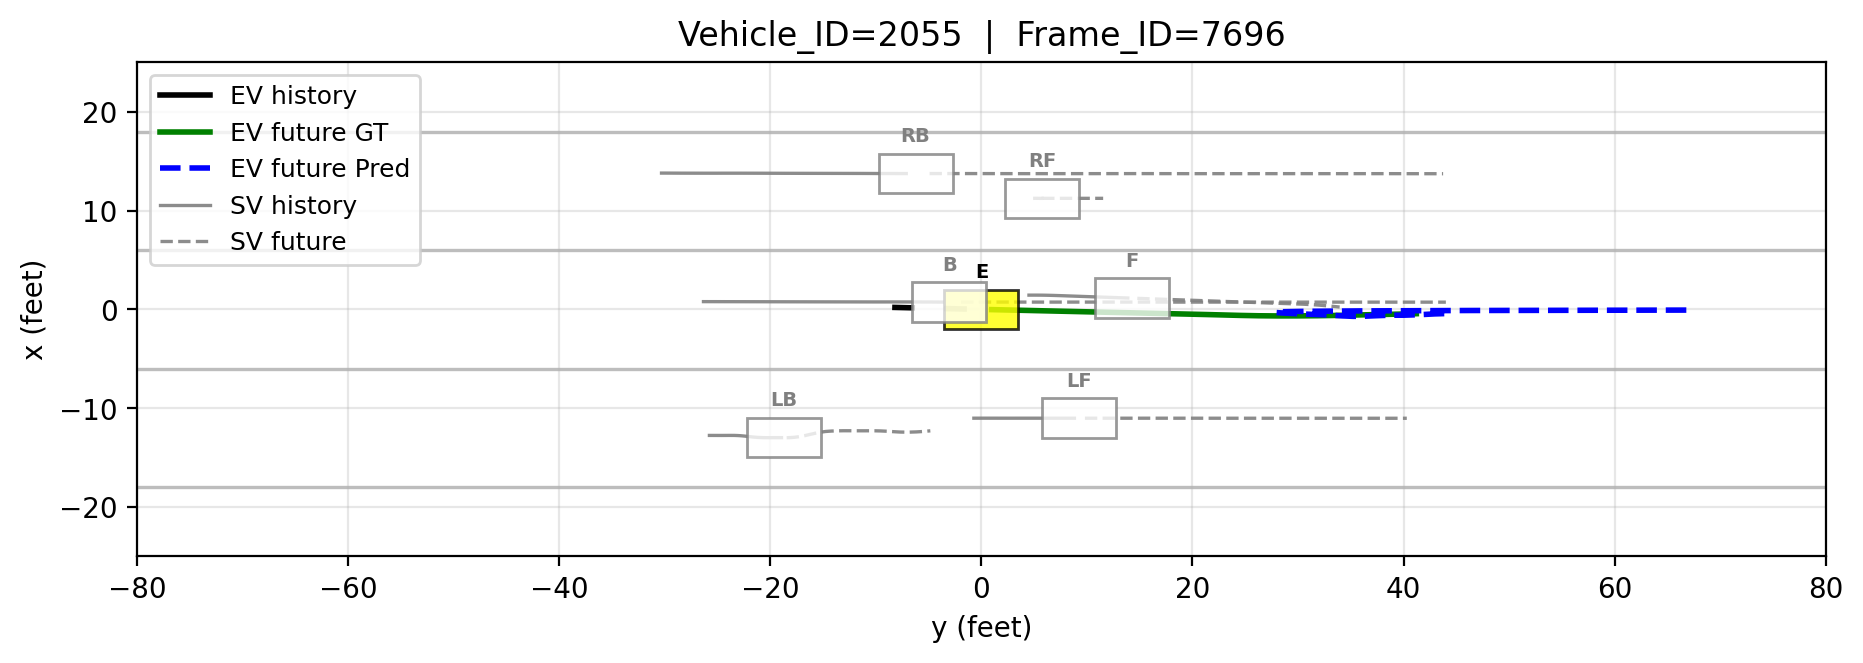 Vehicle_ID=2055 | Frame_ID=7696
EV history
EV future GT
EV future Pred
SV history
SV future
RB
RF
B
E
F
LB
LF
20
10
0
−10
−20
x (feet)
−80
−60
−40
−20
0
20
40
60
80
y (feet)